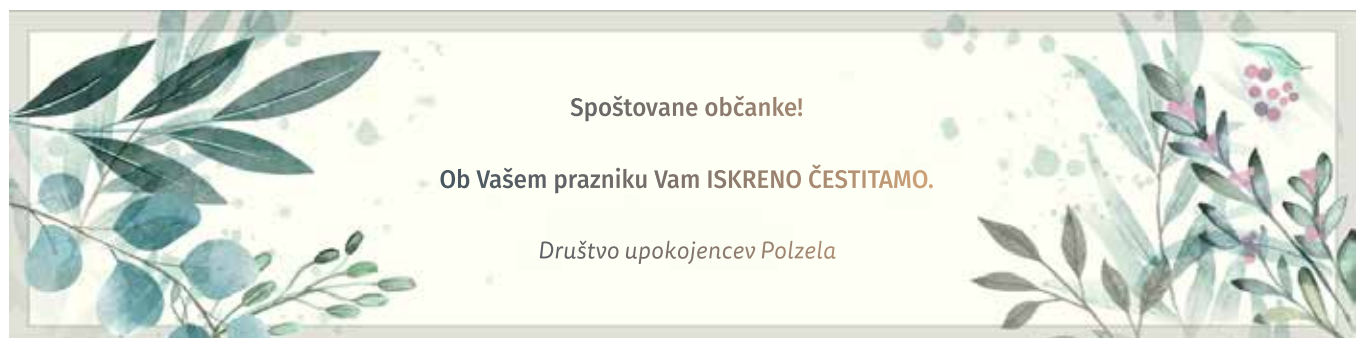 Spoštovane občanke!
Ob Vašem prazniku Vam ISKRENO ČESTITAMO.
Društvo upokojencev Polzela